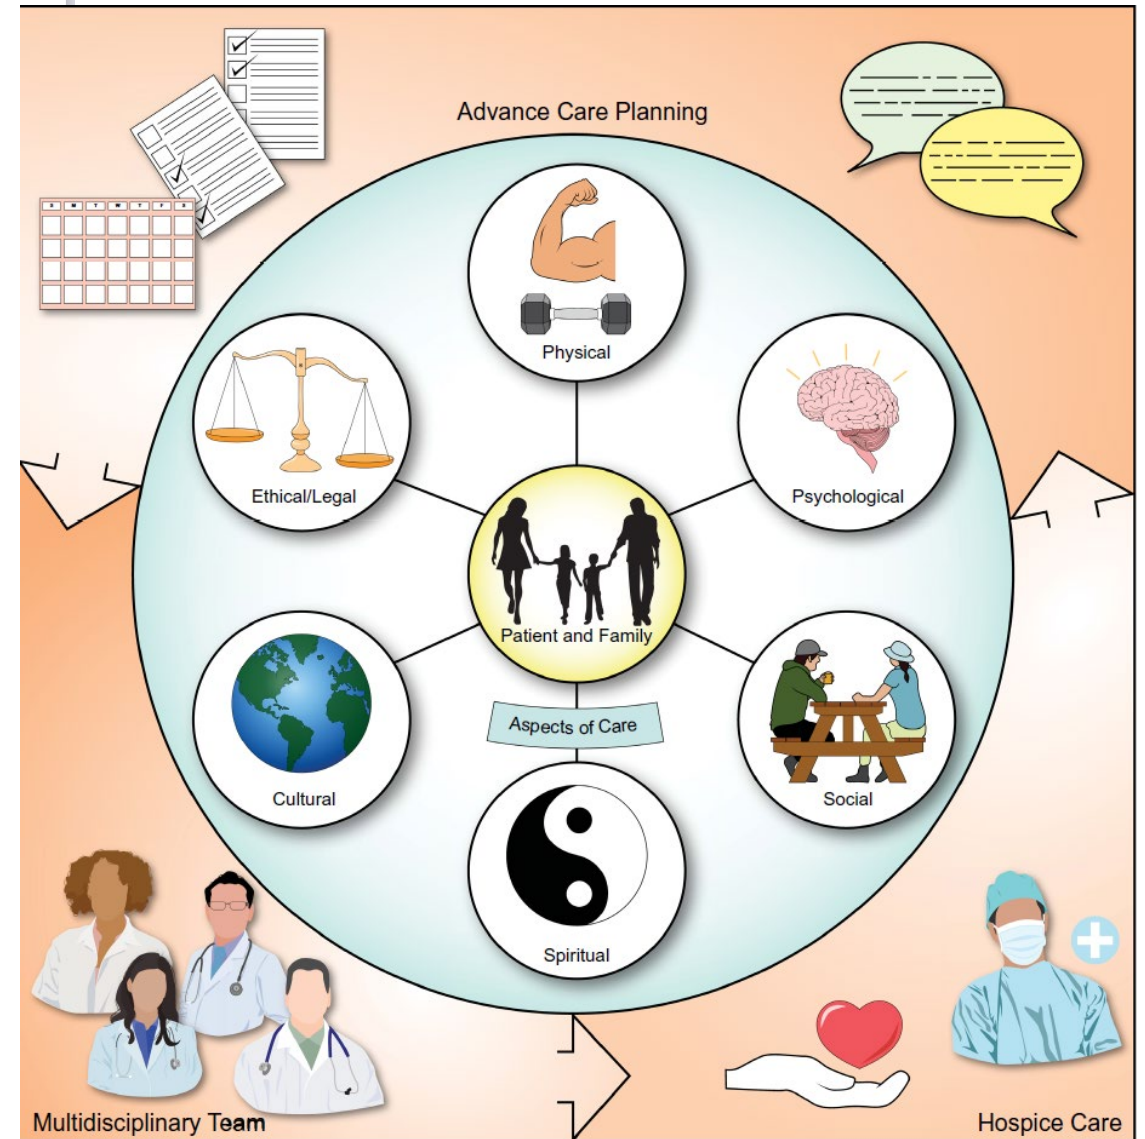 Advance Care Planning
S M T W T F S
Physical
Ethical/Legal
Psychological
Patient and Family
Aspects of Care
Cultural
Social
Spiritual
Multidisciplinary Team
Hospice Care